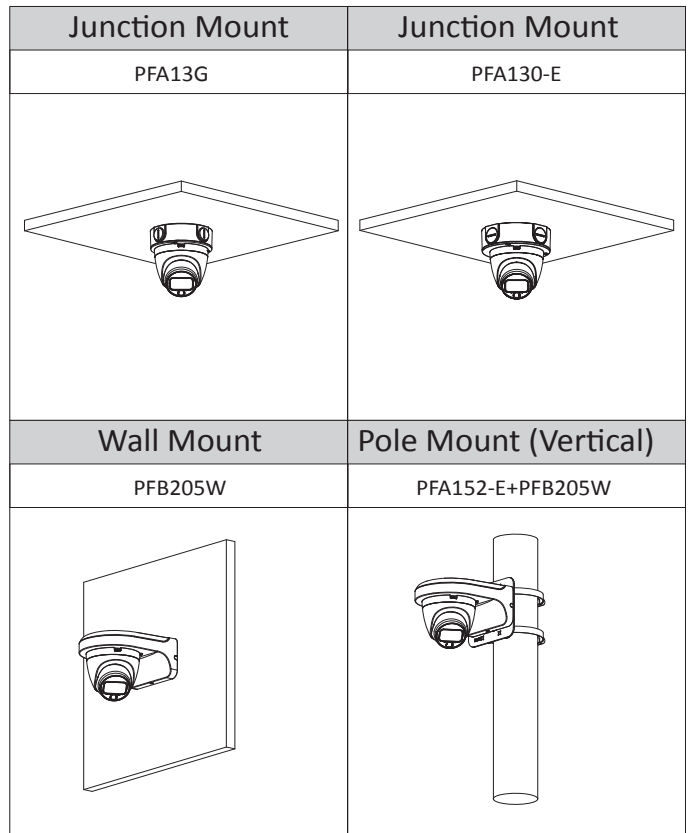 Junction Mount
Junction Mount
PFA13G
PFA130-E
Wall Mount
Pole Mount (Vertical)
PFB205W
PFA152-E+PFB205W